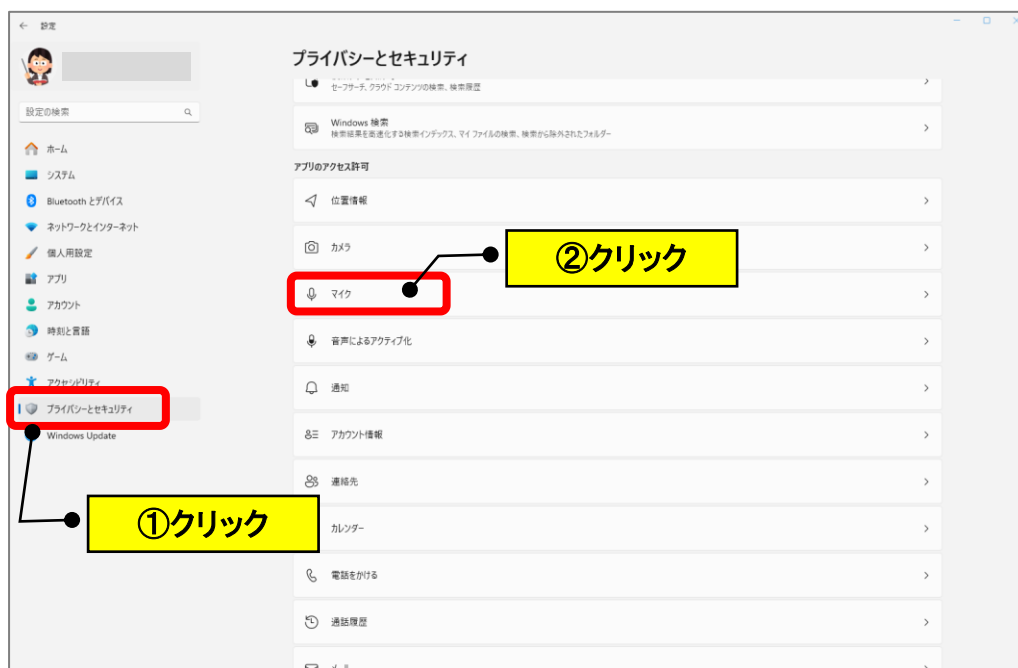 設定
設定の検索
ホーム
システム
Bluetooth とデバイス
ネットワークとインターネット
個人用設定
アプリ
アカウント
時刻と言語
ゲーム
アクセシビリティ
プライバシーとセキュリティ
Windows Update
①クリック
プライバシーとセキュリティ
セーフサーチ、クラウド コンテンツの検索、検索履歴
Windows 検索
検索結果を高速化する検索インデックス、マイ ファイルの検索、検索から除外されたフォルダー
アプリのアクセス許可
位置情報
カメラ
②クリック
マイク
音声によるアクティブ化
通知
アカウント情報
連絡先
カレンダー
電話をかける
通話履歴